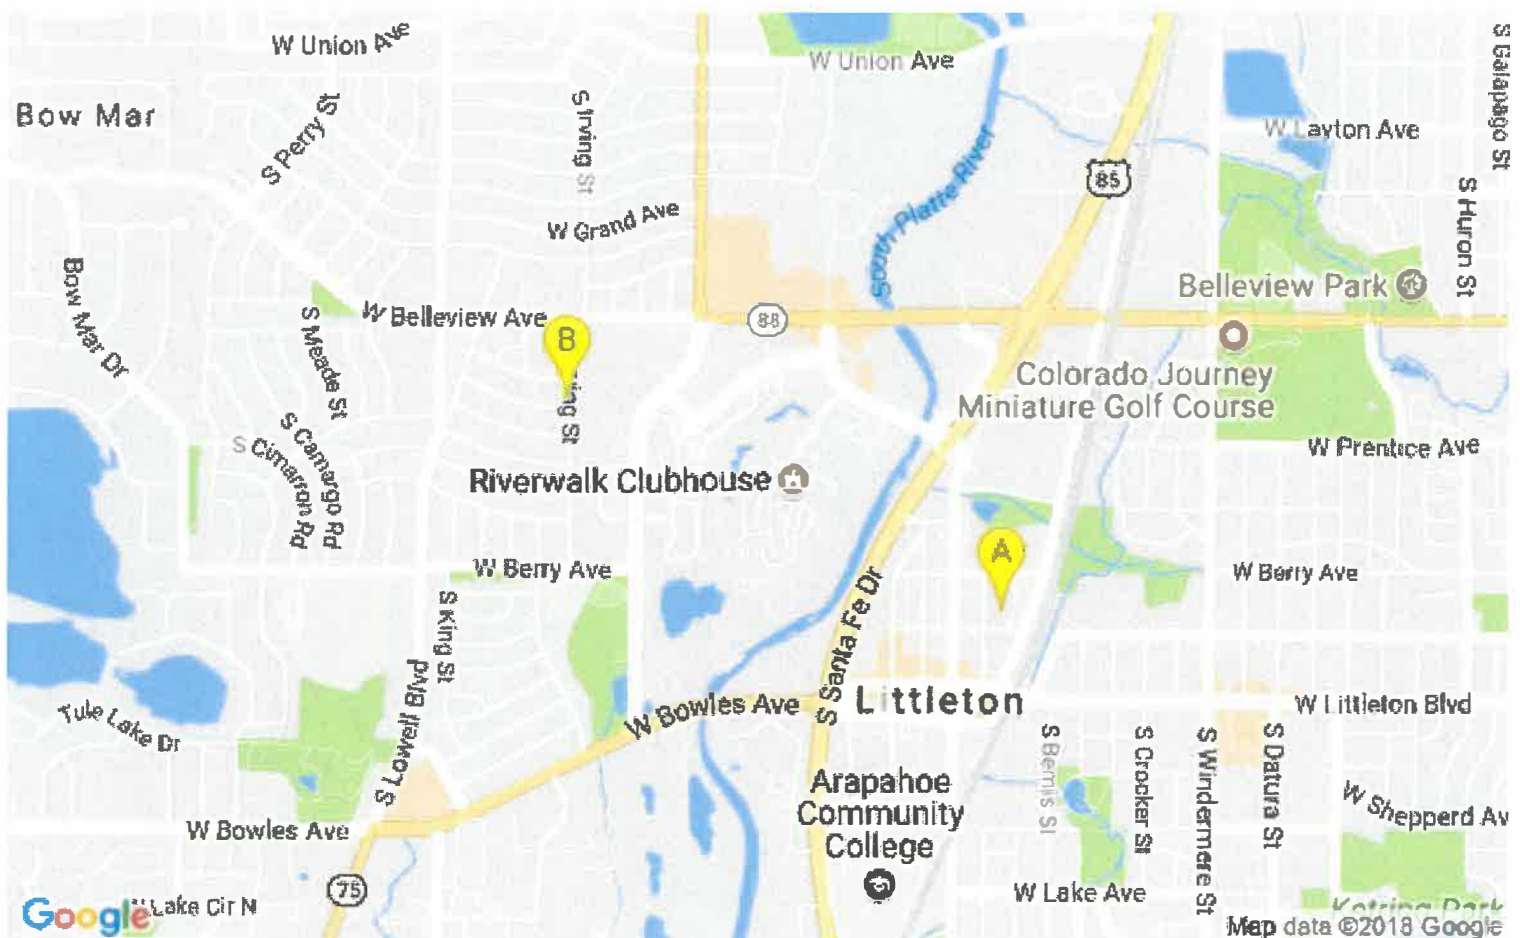 W Union Ave
W Union Ave
S Galapago St
Bow Mar
S Perry St
S Irving St
W Layton Ave
85
South Platte River
S Huron St
W Grand Ave
Bow Mar Dr
Belleview Park
W Belleview Ave
88
S Meade St
B
Colorado Journey
Miniature Golf Course
S Camargo Rd
S Cimarron Rd
W Prentice Ave
Riverwalk Clubhouse
A
W Berry Ave
W Berry Ave
S King St
S Santa Fe Dr
S Lowell Blvd
W Bowles Ave
Littleton
W Littleton Blvd
Tule Lake Dr
S Bemis St
S Crocker St
S Windermere St
S Datura St
Arapahoe
Community
College
W Shepperd Av
W Bowles Ave
75
W Lake Ave
Lake Cir N
Google
Ketring Park
Map data ©2018 Google